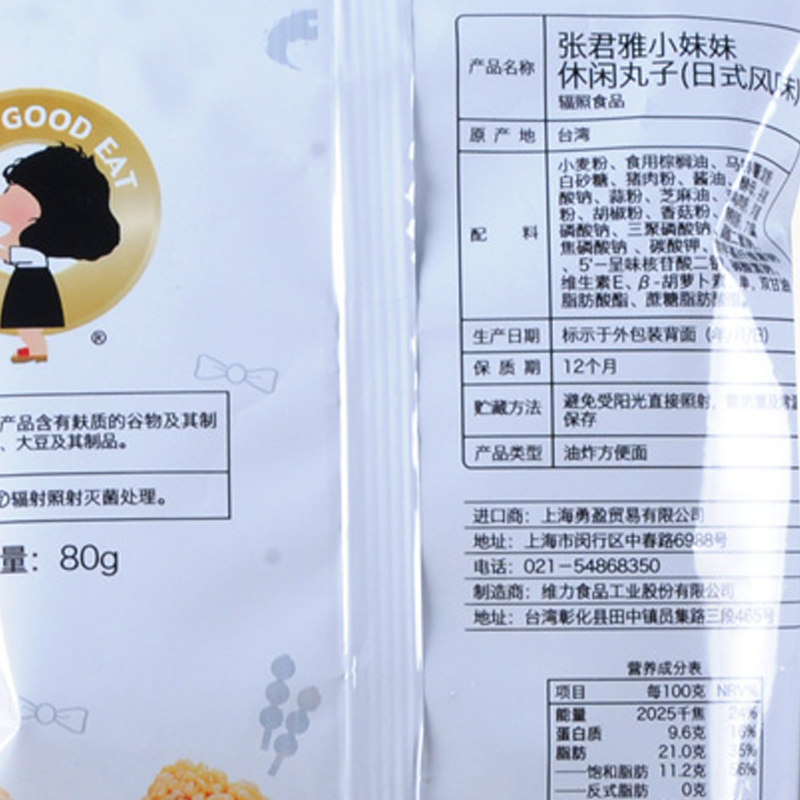 GOOD EAT
®
产品含有麸质的谷物及其制
、大豆及其制品。
辐射照射灭菌处理。
量：80g
产品名称
张君雅小妹妹
休闲丸子(日式风味)
辐照食品
原产地 台湾
配料
小麦粉、食用棕榈油、马
白砂糖、猪肉粉、酱油、
酸钠、蒜粉、芝麻油、
粉、胡椒粉、香菇粉、
磷酸钠、三聚磷酸钠、
焦磷酸钠、碳酸钾、
、5'-呈味核苷酸二钠
维生素E、β-胡萝卜素
脂肪酸酯、蔗糖脂肪酸酯
生产日期 标示于外包装背面（年/月/日）
保质期 12个月
贮藏方法 避免受阳光直接照射，
保存
产品类型 油炸方便面
进口商：上海勇盈贸易有限公司
地址：上海市闵行区中春路6988号
电话：021-54868350
制造商：维力食品工业股份有限公司
地址：台湾彰化县田中镇员集路三段465号
营养成分表
项目 每100克 NRV%
能量 2025千焦 24%
蛋白质 9.6克 16%
脂肪 21.0克 35%
——饱和脂肪 11.2克 56%
——反式脂肪 0克